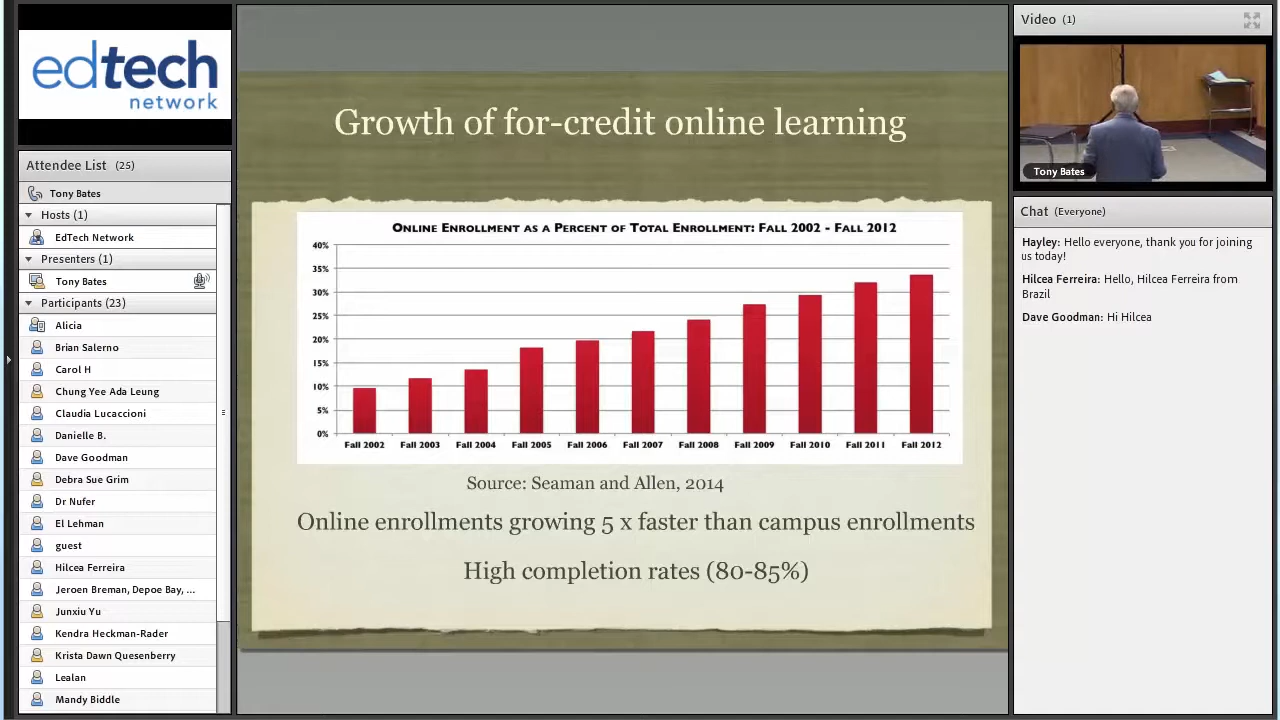 edtech
network
Attendee List (25)
Tony Bates
Hosts (1)
EdTech Network
Presenters (1)
Tony Bates
Participants (23)
Alicia
Brian Salerno
Carol H
Chung Yee Ada Leung
Claudia Lucaccioni
Danielle B.
Dave Goodman
Debra Sue Grim
Dr Nufer
El Lehman
guest
Hilcea Ferreira
Jeroen Breman, Depoe Bay, ...
Junxiu Yu
Kendra Heckman-Rader
Krista Dawn Quesenberry
Lealan
Mandy Biddle
Growth of for-credit online learning
Online Enrollment as a Percent of Total Enrollment: Fall 2002 - Fall 2012
40%
35%
30%
25%
20%
15%
10%
5%
0%
Fall 2002 Fall 2003 Fall 2004 Fall 2005 Fall 2006 Fall 2007 Fall 2008 Fall 2009 Fall 2010 Fall 2011 Fall 2012
Source: Seaman and Allen, 2014
Online enrollments growing 5 x faster than campus enrollments
High completion rates (80-85%)
Video (1)
Tony Bates
Chat (Everyone)
Hayley: Hello everyone, thank you for joining
us today!
Hilcea Ferreira: Hello, Hilcea Ferreira from
Brazil
Dave Goodman: Hi Hilcea